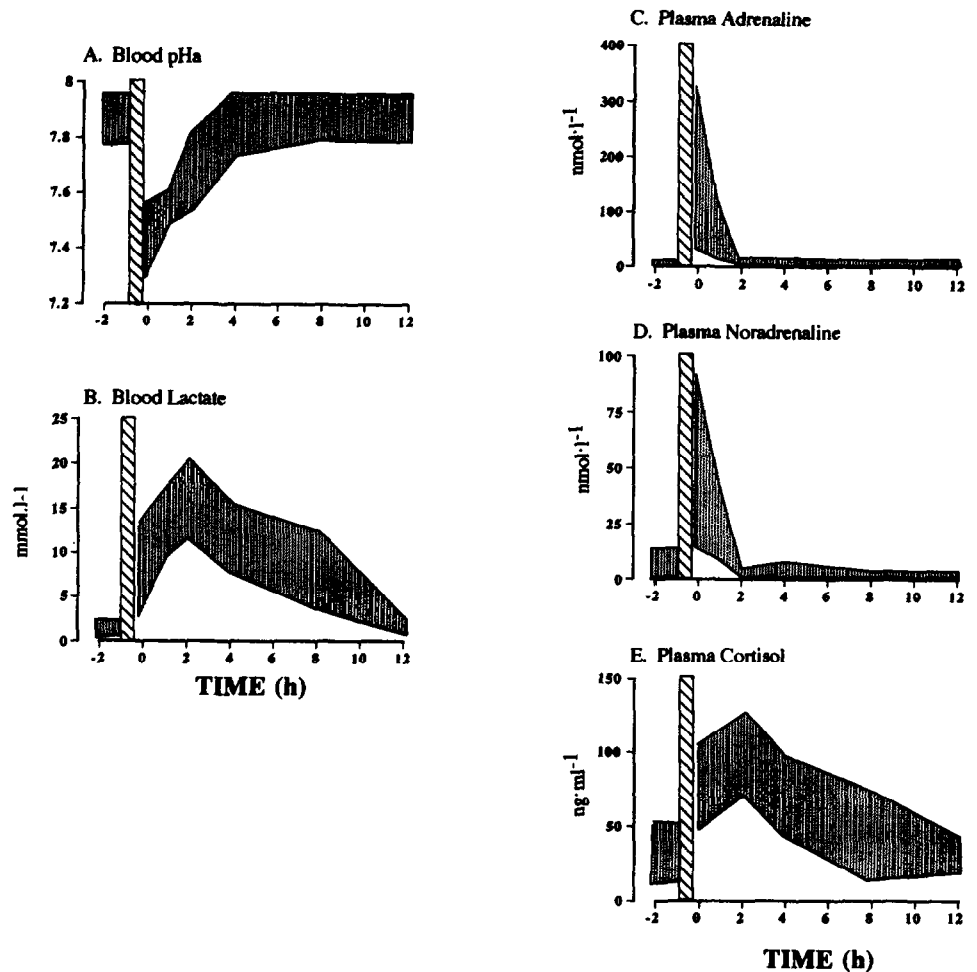 A. Blood pHa
8
7.8
7.6
7.4
7.2
-2 0 2 4 6 8 10 12
B. Blood Lactate
mmol.l-1
25
20
15
10
5
0
-2 0 2 4 6 8 10 12
TIME (h)
C. Plasma Adrenaline
nmol·l-1
400
300
200
100
0
-2 0 2 4 6 8 10 12
D. Plasma Noradrenaline
nmol·l-1
100
75
50
25
0
-2 0 2 4 6 8 10 12
E. Plasma Cortisol
ng·ml-1
150
100
50
0
-2 0 2 4 6 8 10 12
TIME (h)